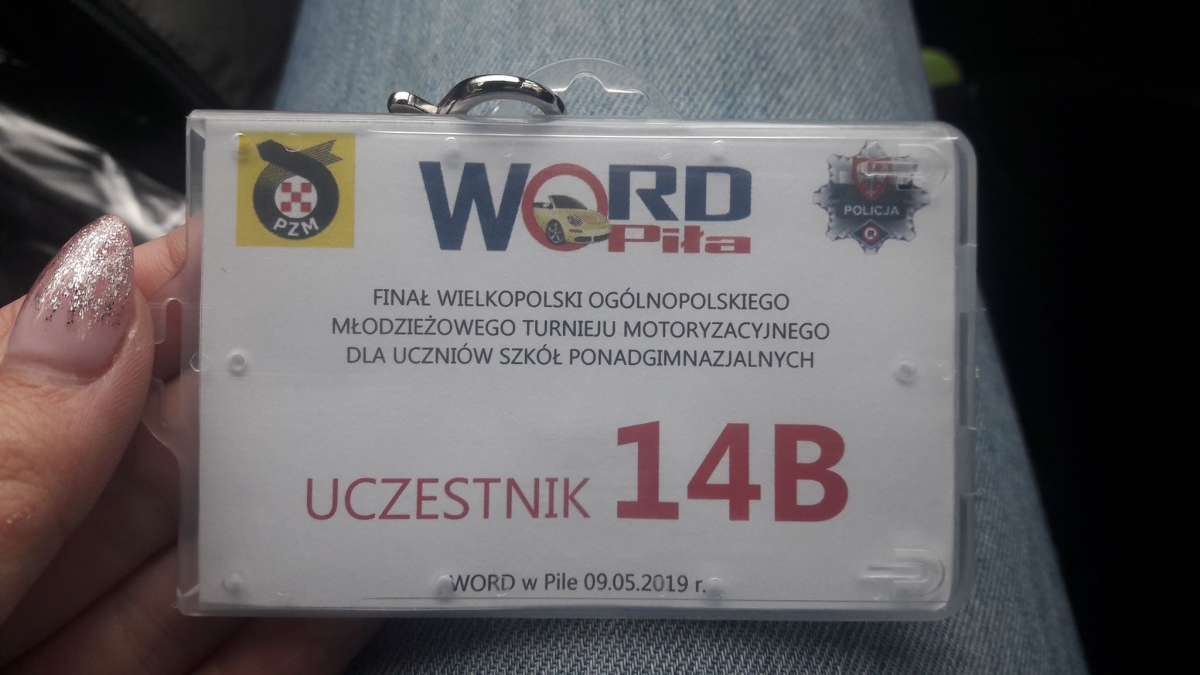 PZM
WORD
Piła
POLICJA
R
FINAŁ WIELKOPOLSKI OGÓLNOPOLSKIEGO
MŁODZIEŻOWEGO TURNIEJU MOTORYZACYJNEGO
DLA UCZNIÓW SZKÓŁ PONADGIMNAZJALNYCH
UCZESTNIK 14B
WORD w Pile 09.05.2019 r.